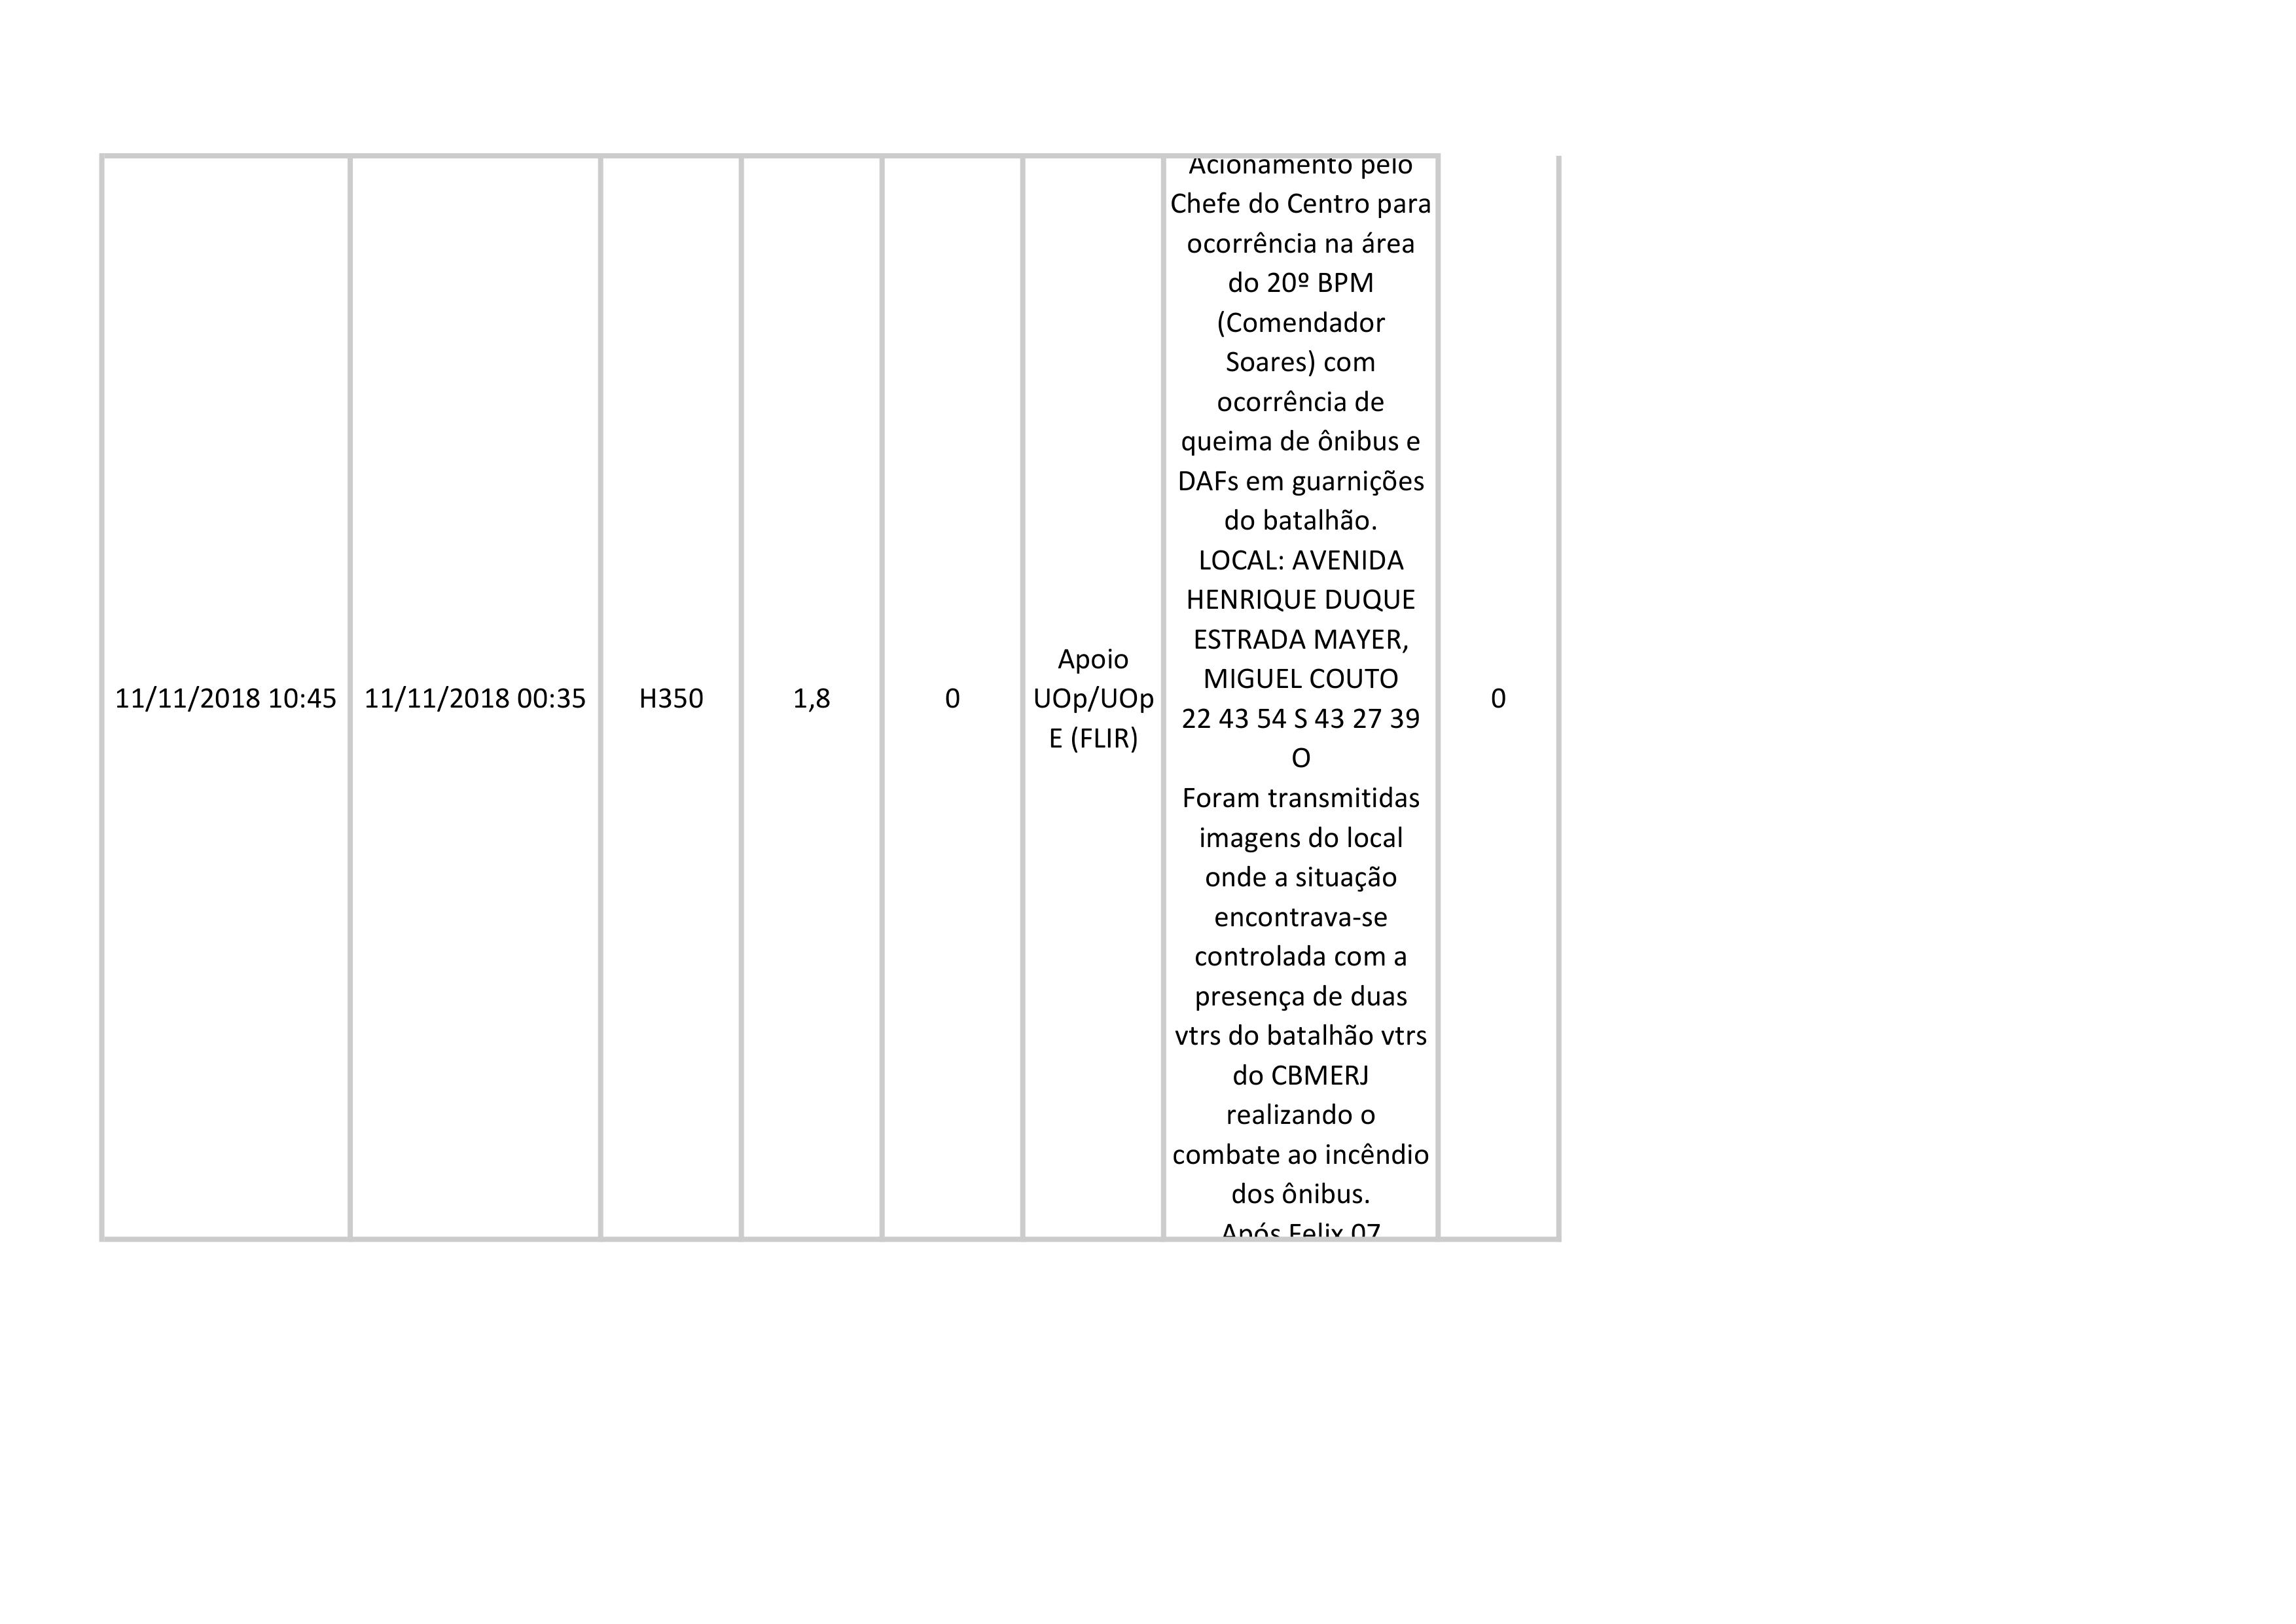 11/11/2018 10:45
11/11/2018 00:35
H350
1,8
0
Apoio
UOp/UOp
E (FLIR)
Acionamento pelo
Chefe do Centro para
ocorrência na área
do 20º BPM
(Comendador
Soares) com
ocorrência de
queima de ônibus e
DAFs em guarnições
do batalhão.
LOCAL: AVENIDA
HENRIQUE DUQUE
ESTRADA MAYER,
MIGUEL COUTO
22 43 54 S 43 27 39
O
Foram transmitidas
imagens do local
onde a situação
encontrava-se
controlada com a
presença de duas
vtrs do batalhão vtrs
do CBMERJ
realizando o
combate ao incêndio
dos ônibus.
Após Felix 07
0